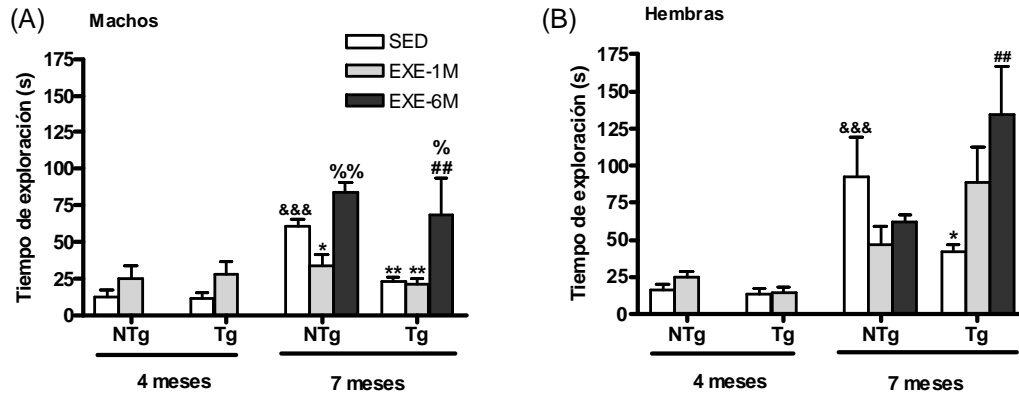 (A)
Machos
SED
EXE-1M
EXE-6M
Tiempo de exploración (s)
175
150
125
100
75
50
25
0
&&&
*
%%
**
**
%
##
NTg
Tg
NTg
Tg
4 meses
7 meses
(B)
Hembras
Tiempo de exploración (s)
175
150
125
100
75
50
25
0
&&&
*
##
NTg
Tg
NTg
Tg
4 meses
7 meses